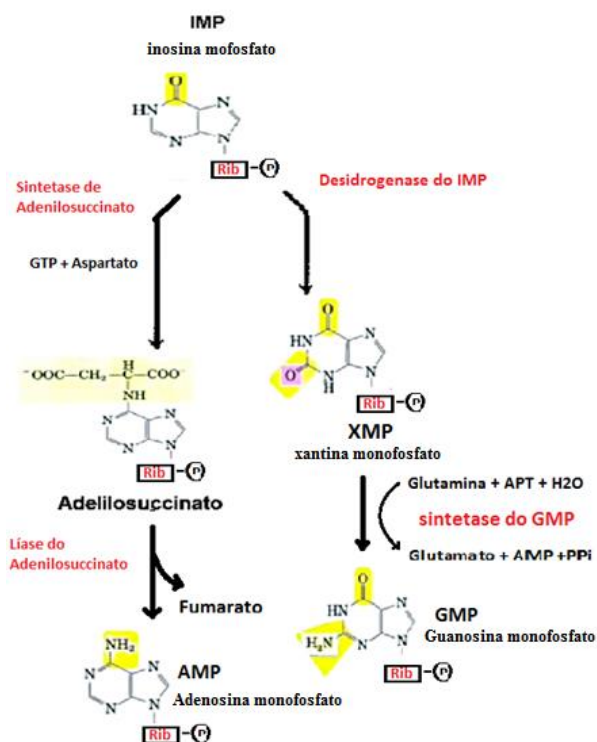 IMP
inosina mofosfato
O
HN
N
N
N
Rib P
Sintetase de
Adenilosuccinato
Desidrogenase do IMP
GTP + Aspartato
O
HN
N
O
N
H
N
Rib P
XMP
xantina monofosfato
H
⁻OOC—CH₂—C—COO⁻
NH
N
N
N
N
Rib P
Adelilosuccinato
Glutamina + APT + H2O
sintetase do GMP
Glutamato + AMP +PPi
Líase do
Adenilosuccinato
Fumarato
O
HN
N
H₂N
N
N
Rib P
GMP
Guanosina monofosfato
NH₂
N
N
N
N
Rib P
AMP
Adenosina monofosfato